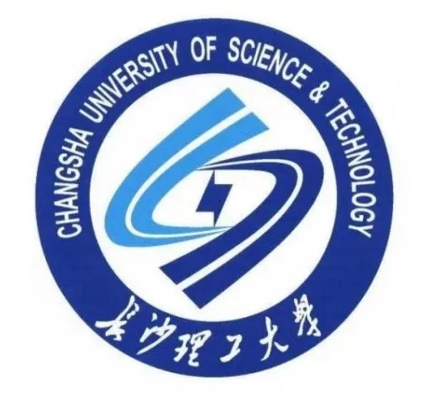 CHANGSHA UNIVERSITY OF SCIENCE & TECHNOLOGY
长沙理工大学